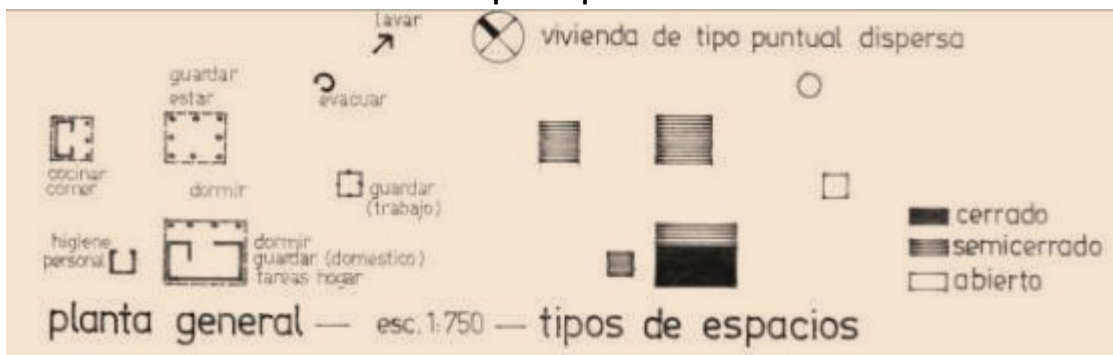 lavar
vivienda de tipo puntual dispersa
guardar
estar
evacuar
cocinar
comer
dormir
guardar
(trabajo)
higiene
personal
dormir
guardar (domestico)
tareas hogar
cerrado
semicerrado
abierto
planta general — esc. 1:750 — tipos de espacios